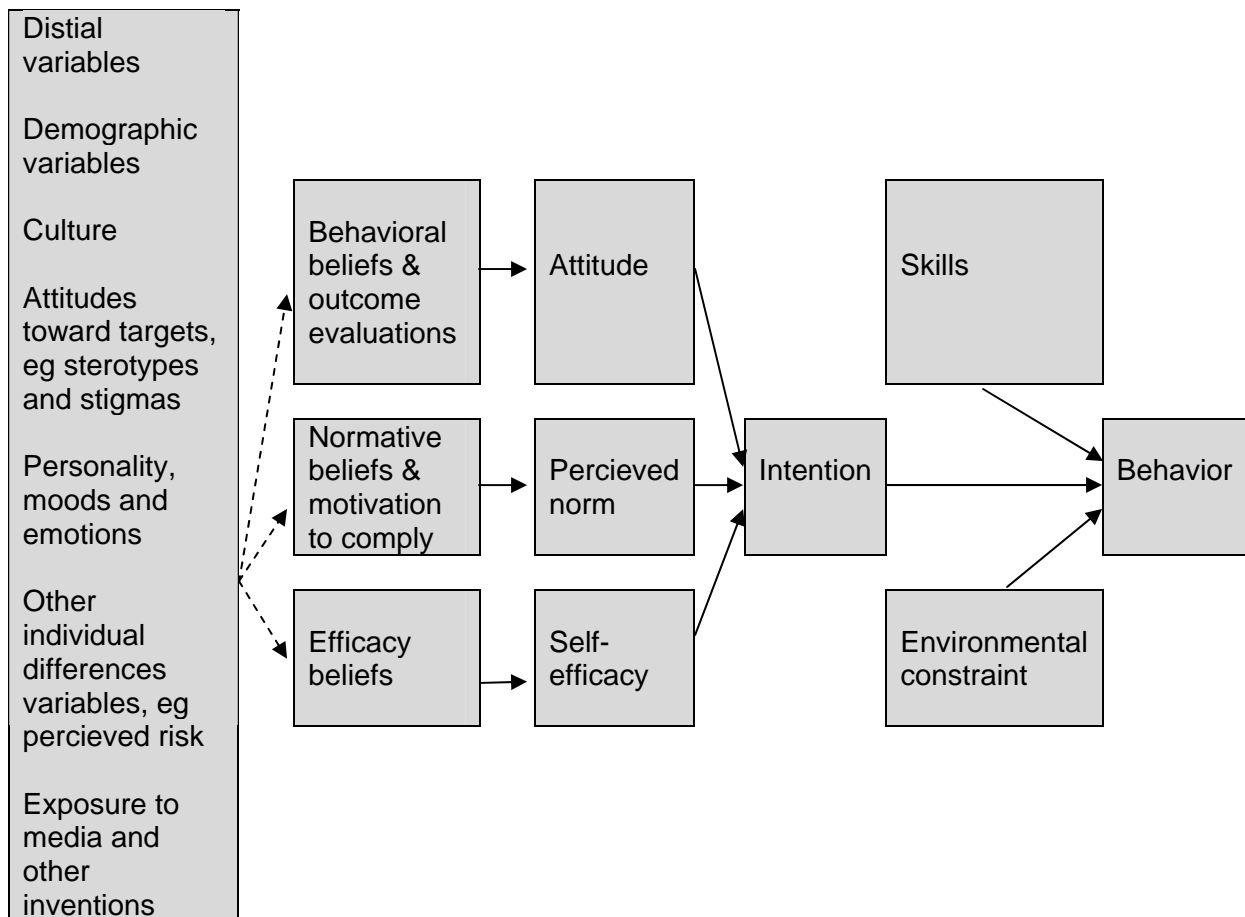 Distial
variables
Demographic
variables
Culture
Attitudes
toward targets,
eg sterotypes
and stigmas
Personality,
moods and
emotions
Other
individual
differences
variables, eg
percieved risk
Exposure to
media and
other
inventions
Behavioral
beliefs &
outcome
evaluations
Normative
beliefs &
motivation
to comply
Efficacy
beliefs
Attitude
Percieved
norm
Self-
efficacy
Intention
Skills
Environmental
constraint
Behavior